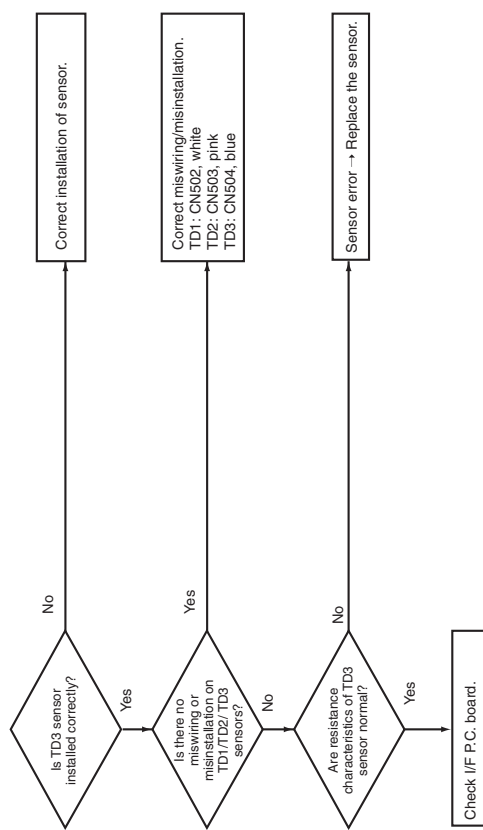 Is TD3 sensor
installed correctly?
No
Correct installation of sensor.
Yes
Is there no
miswiring or
misinstallation on
TD1/TD2/ TD3
sensors?
Yes
Correct miswiring/misinstallation.
TD1: CN502, white
TD2: CN503, pink
TD3: CN504, blue
No
Are resistance
characteristics of TD3
sensor normal?
No
Sensor error → Replace the sensor.
Yes
Check I/F P.C. board.